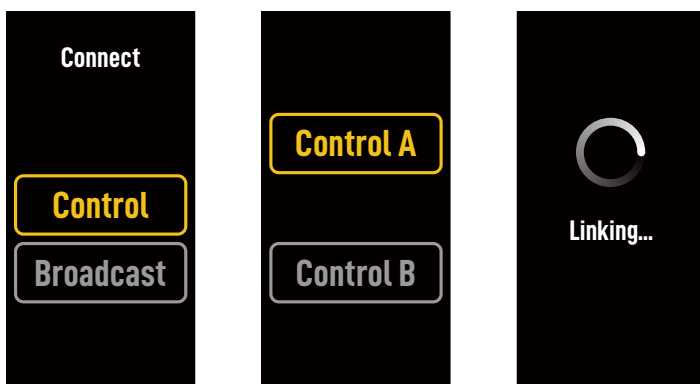 Connect
Control
Broadcast
Control A
Control B
Linking...